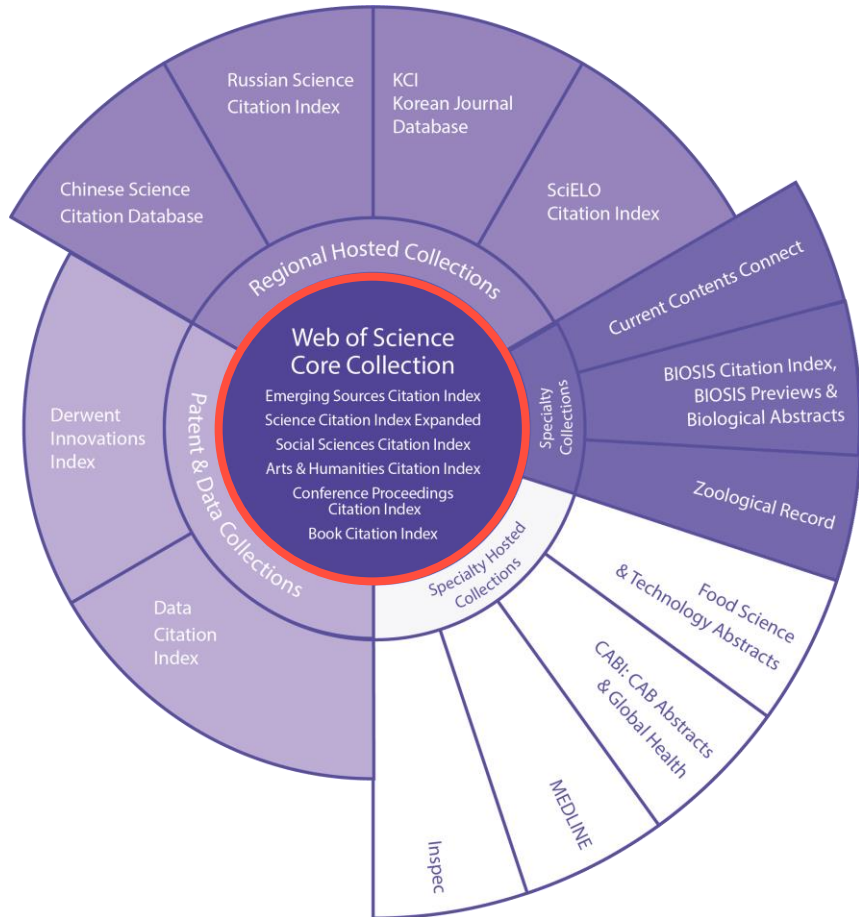 Russian Science
Citation Index
KCI
Korean Journal
Database
Chinese Science
Citation Database
SciELO
Citation Index
Regional Hosted Collections
Current Contents Connect
BIOSIS Citation Index,
BIOSIS Previews &
Biological Abstracts
Zoological Record
Specialty
Collections
Web of Science
Core Collection
Emerging Sources Citation Index
Science Citation Index Expanded
Social Sciences Citation Index
Arts & Humanities Citation Index
Conference Proceedings
Citation Index
Book Citation Index
Derwent
Innovations
Index
Patent & Data Collections
Data
Citation
Index
Specialty Hosted
Collections
Food Science
& Technology Abstracts
CABI: CAB Abstracts
& Global Health
MEDLINE
Inspec